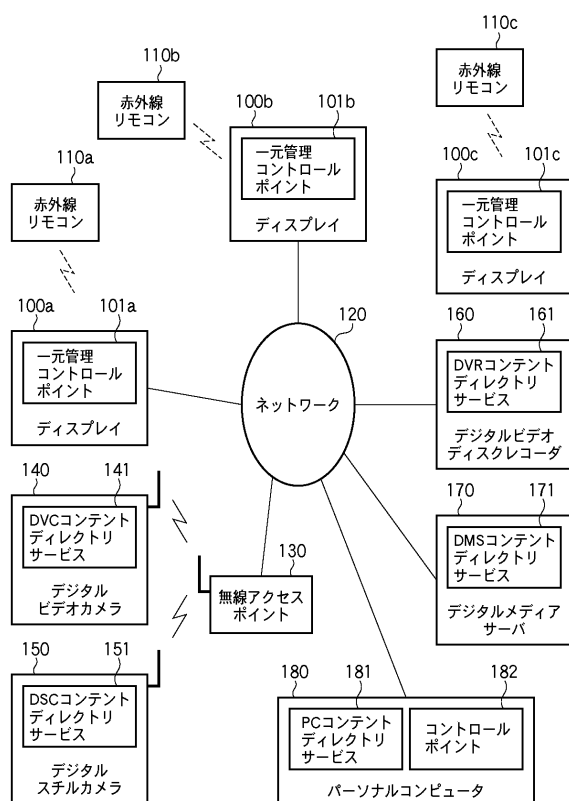 110c
赤外線
リモコン
110b
赤外線
リモコン
100b
101b
一元管理
コントロール
ポイント
ディスプレイ
100c
101c
一元管理
コントロール
ポイント
ディスプレイ
110a
赤外線
リモコン
100a
101a
一元管理
コントロール
ポイント
ディスプレイ
120
ネットワーク
160
161
DVRコンテント
ディレクトリ
サービス
デジタルビデオ
ディスクレコーダ
140
141
DVCコンテント
ディレクトリ
サービス
デジタル
ビデオカメラ
130
無線アクセス
ポイント
170
171
DMSコンテント
ディレクトリ
サービス
デジタルメディア
サーバ
150
151
DSCコンテント
ディレクトリ
サービス
デジタル
スチルカメラ
180
181
182
PCコンテント
ディレクトリ
サービス
コントロール
ポイント
パーソナルコンピュータ